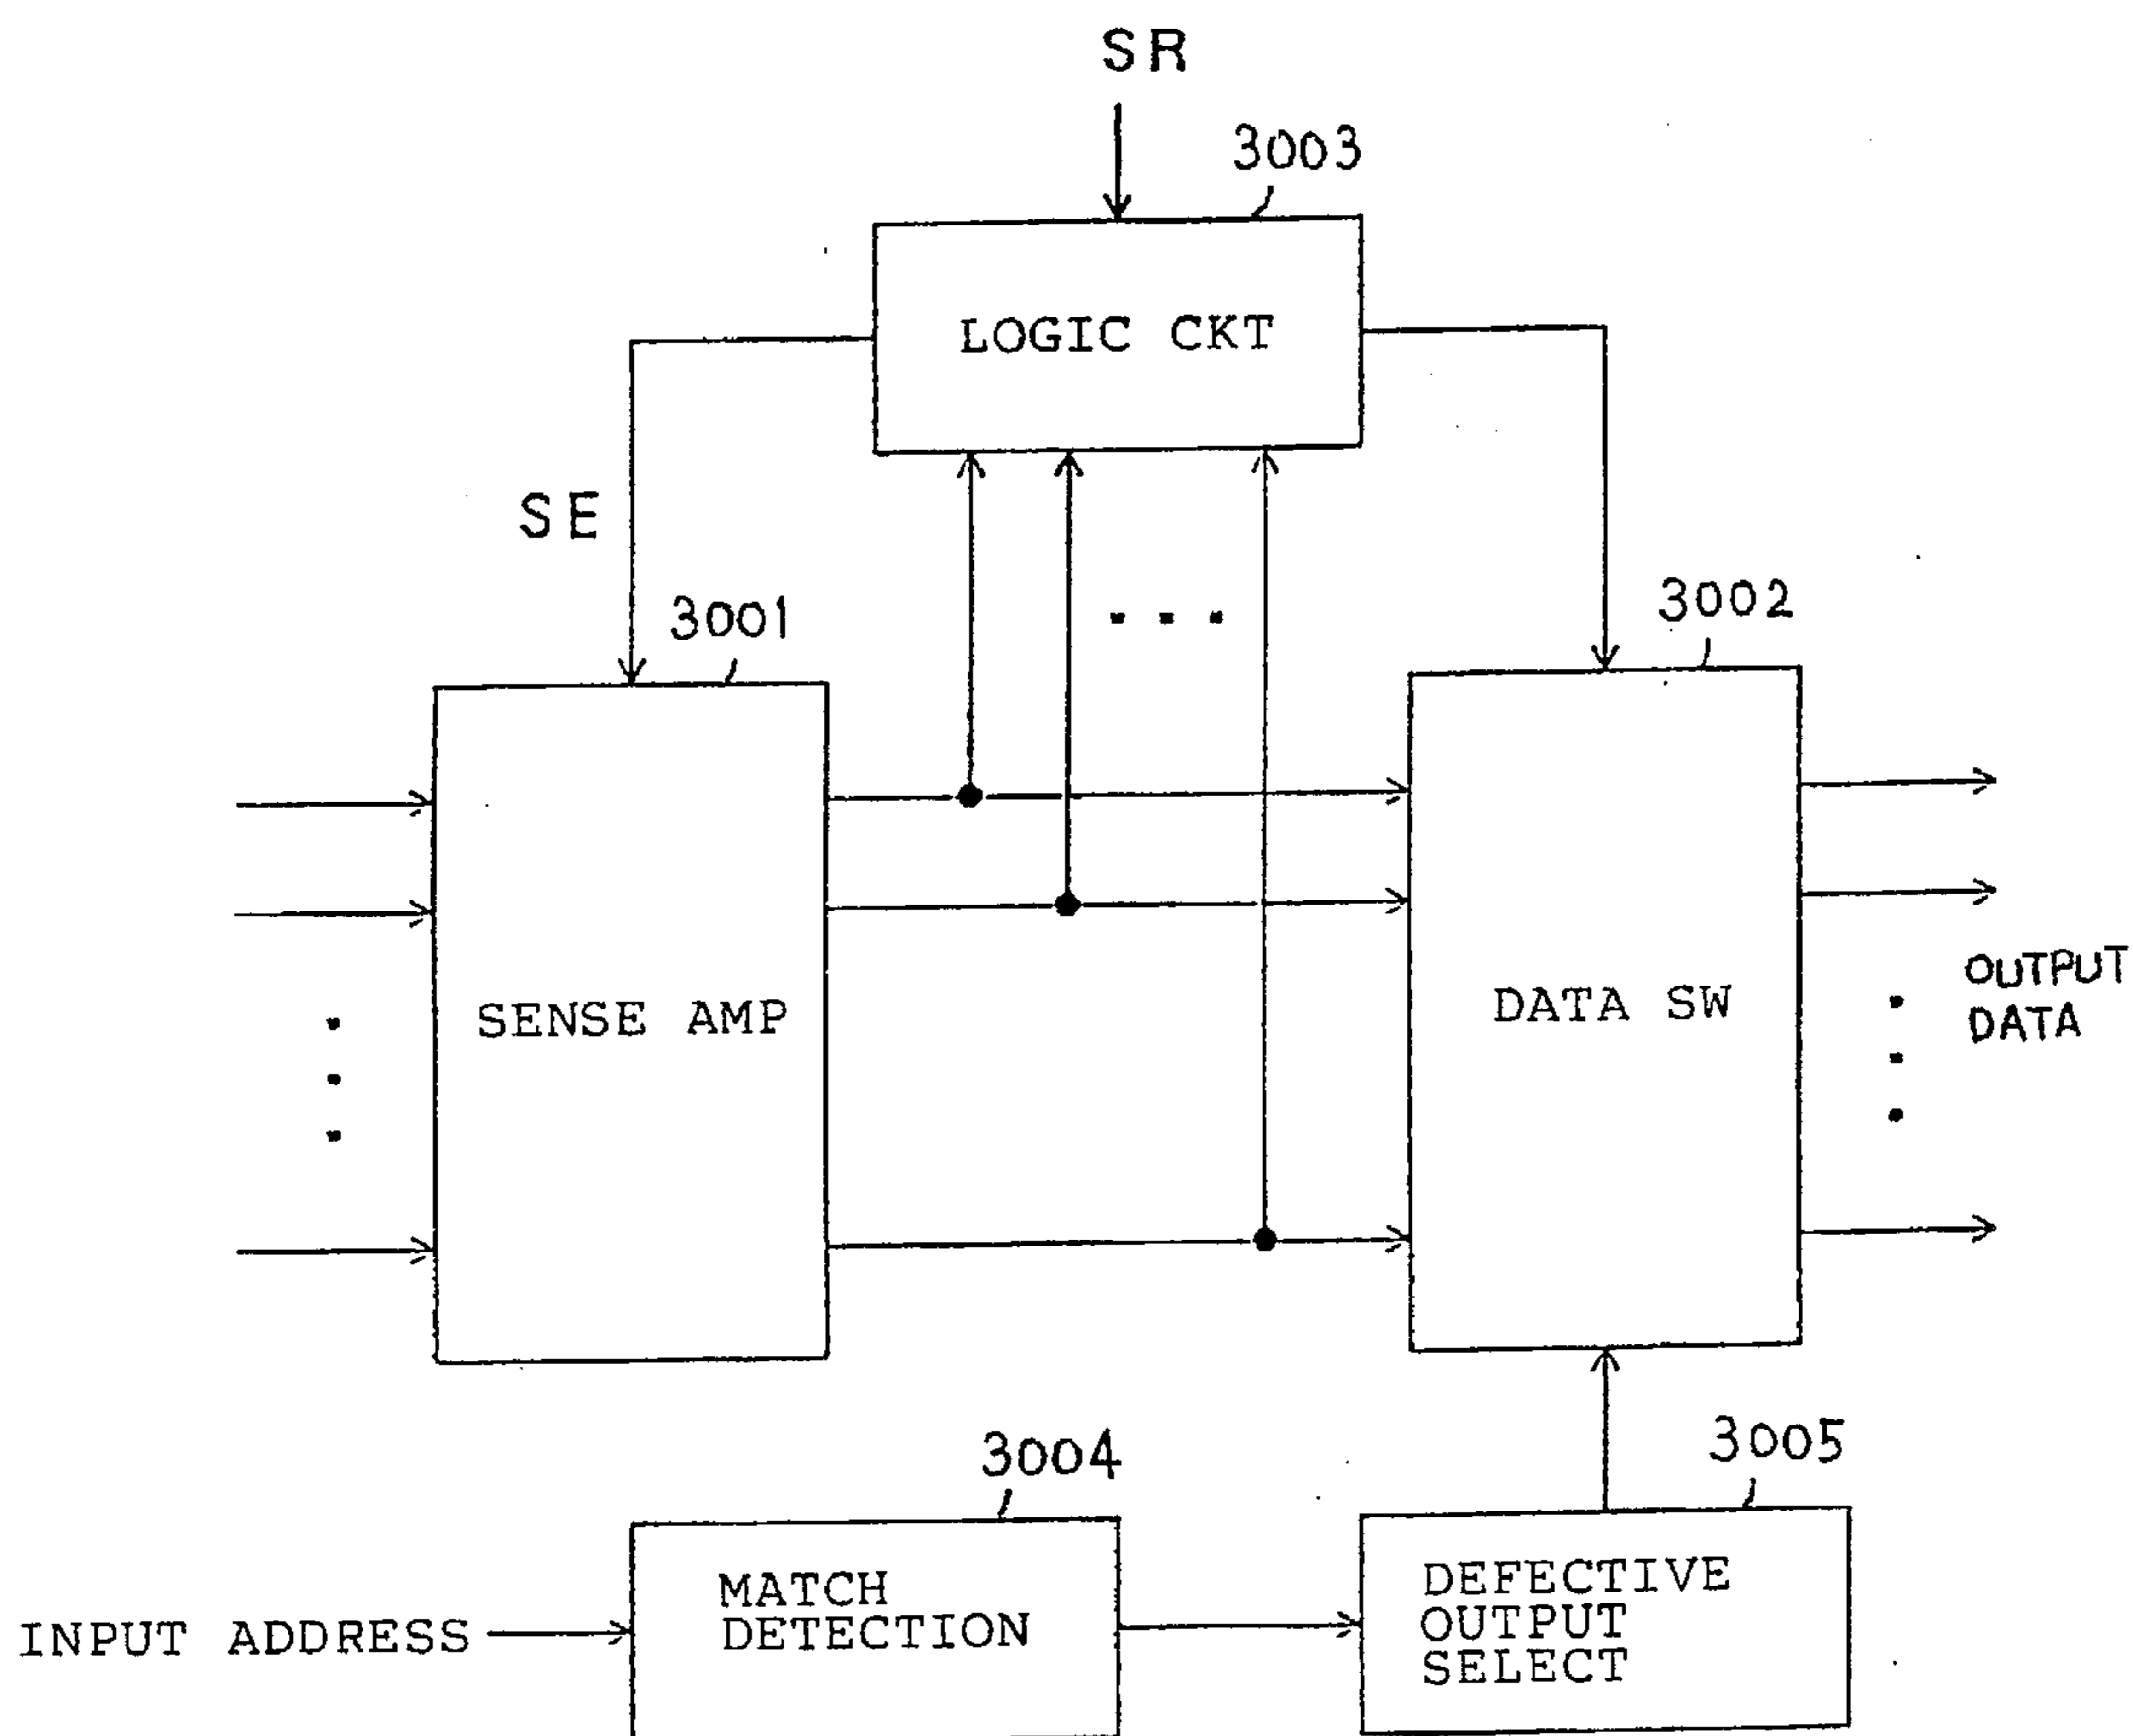 SR
3003
LOGIC CKT
SE
3001
3002
SENSE AMP
DATA SW
OUTPUT
DATA
3004
3005
MATCH
DETECTION
DEFECTIVE
OUTPUT
SELECT
INPUT ADDRESS